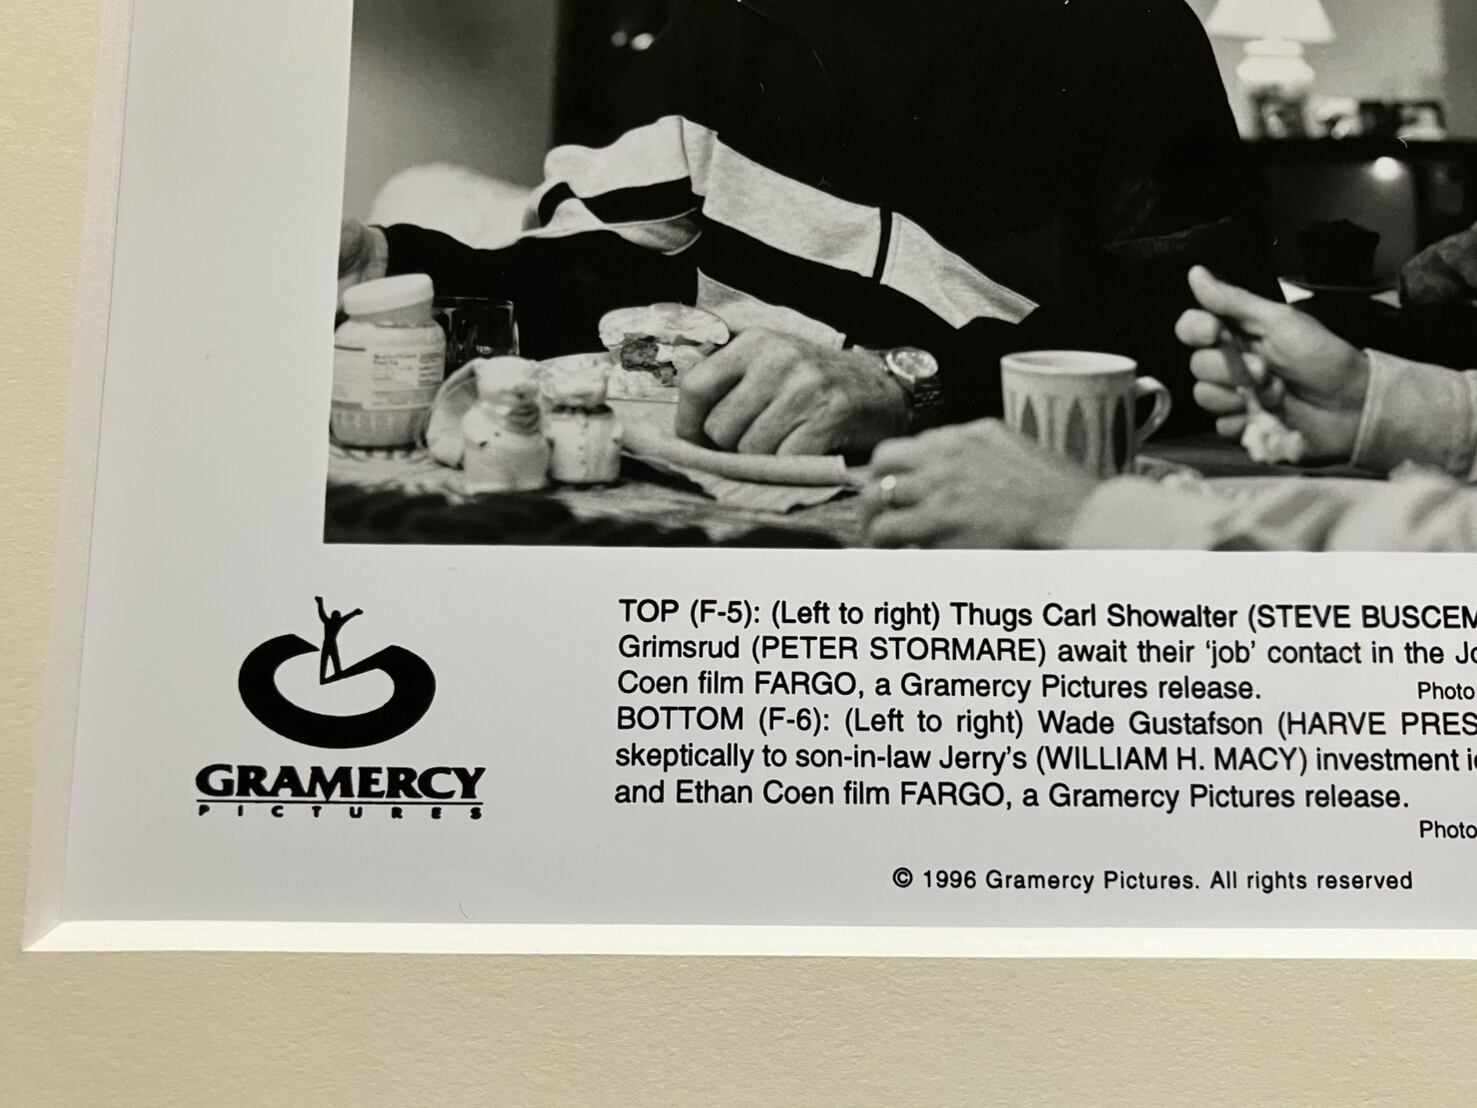 TOP (F-5): (Left to right) Thugs Carl Showalter (STEVE BUSCEM
Grimsrud (PETER STORMARE) await their ‘job’ contact in the Jo
Coen film FARGO, a Gramercy Pictures release. Photo
BOTTOM (F-6): (Left to right) Wade Gustafson (HARVE PRES
skeptically to son-in-law Jerry’s (WILLIAM H. MACY) investment i
and Ethan Coen film FARGO, a Gramercy Pictures release.
Photo
GRAMERCY
PICTURES
© 1996 Gramercy Pictures. All rights reserved